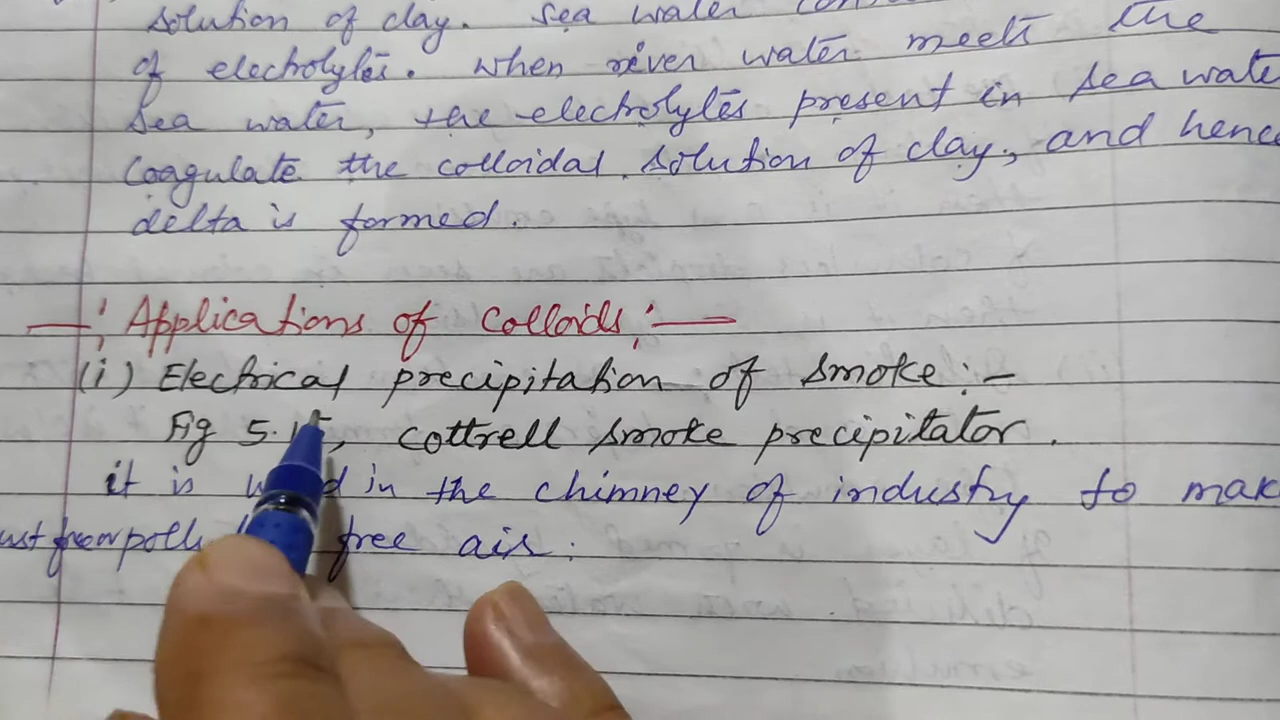 solution of clay. Sea water
of electrolytes. When river water meets the
Sea water, the electrolytes present in sea wate
Coagulate the colloidal solution of clay, and henc
delta is formed.
Applications of Colloids:
(i) Electrical precipitation of smoke:-
Fig 5.15, Cottrell smoke precipitator.
it is in the chimney of industry to mak
free air.